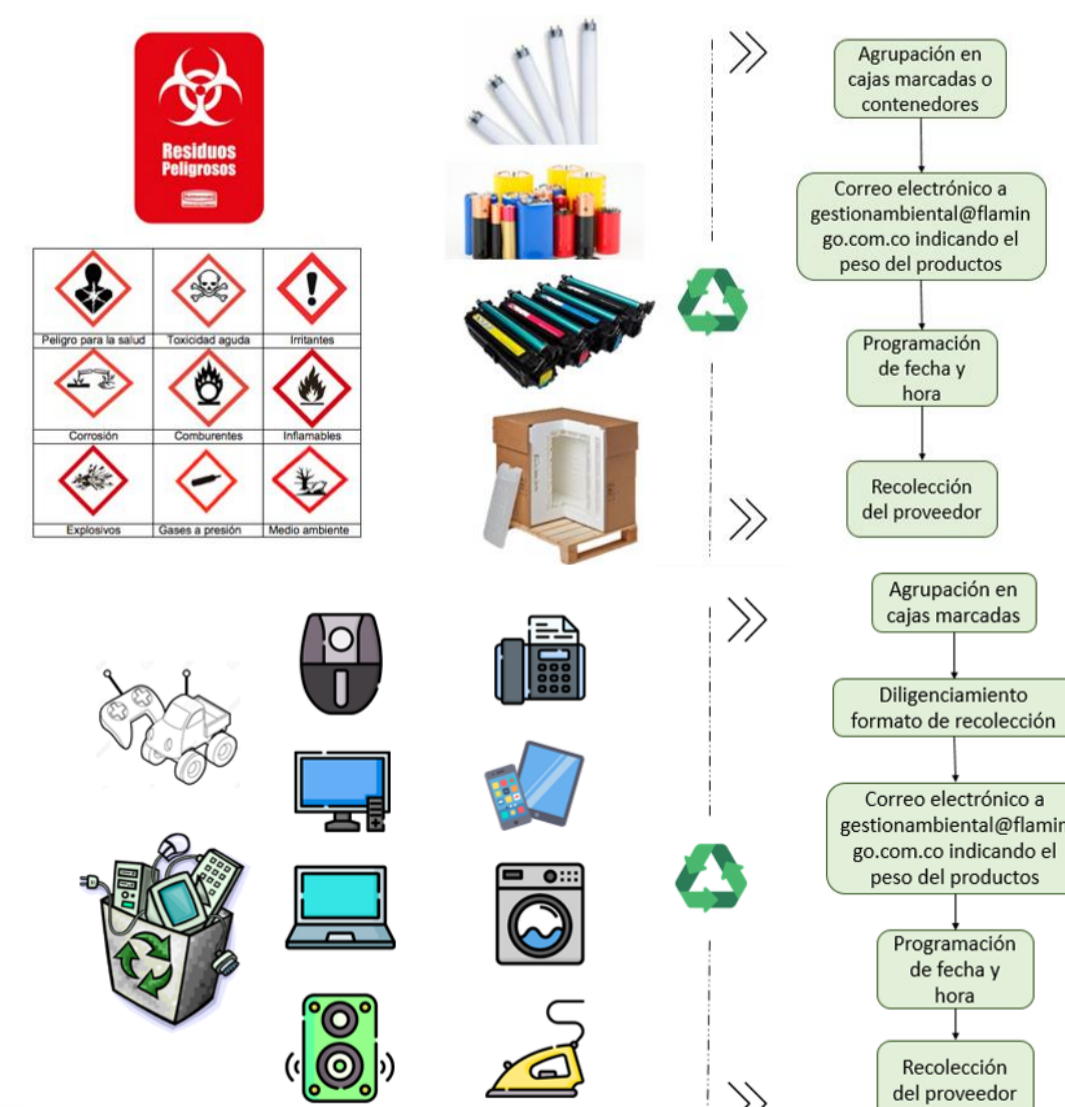 Residuos
Peligrosos
Peligro para la salud
Toxicidad aguda
Irritantes
Corrosión
Comburentes
Inflamables
Explosivos
Gases a presión
Medio ambiente
Agrupación en
cajas marcadas o
contenedores
Correo electrónico a
gestionambiental@flamin
go.com.co indicando el
peso del productos
Programación
de fecha y
hora
Recolección
del proveedor
Agrupación en
cajas marcadas
Diligenciamiento
formato de recolección
Correo electrónico a
gestionambiental@flamin
go.com.co indicando el
peso del productos
Programación
de fecha y
hora
Recolección
del proveedor